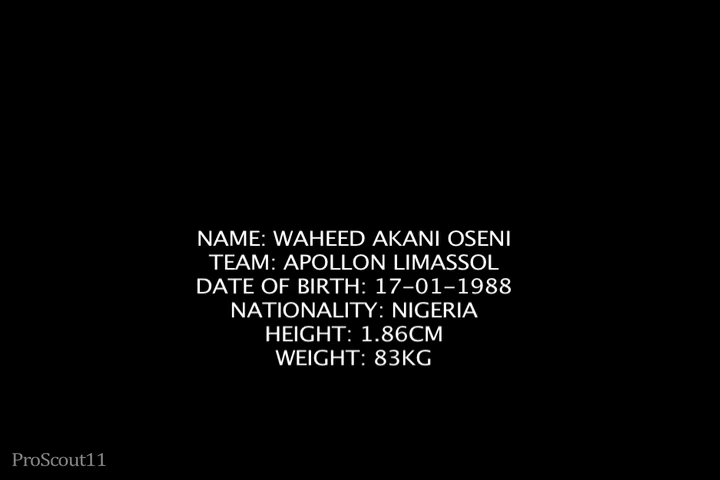 NAME: WAHEED AKANI OSENI
TEAM: APOLLON LIMASSOL
DATE OF BIRTH: 17-01-1988
NATIONALITY: NIGERIA
HEIGHT: 1.86CM
WEIGHT: 83KG
ProScout11